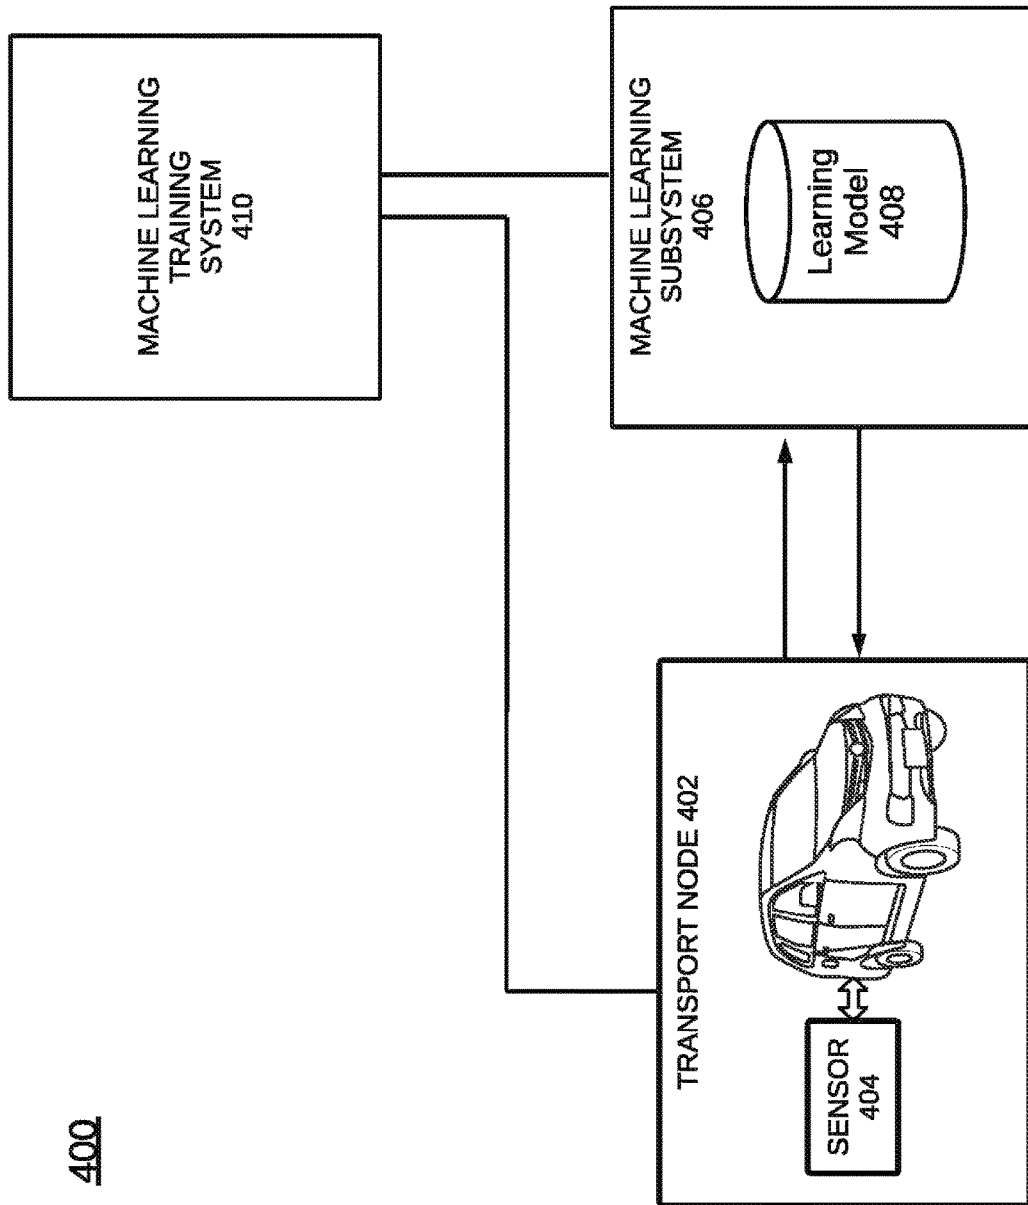 400
MACHINE LEARNING
TRAINING
SYSTEM
410
TRANSPORT NODE 402
SENSOR
404
MACHINE LEARNING
SUBSYSTEM
406
Learning
Model
408